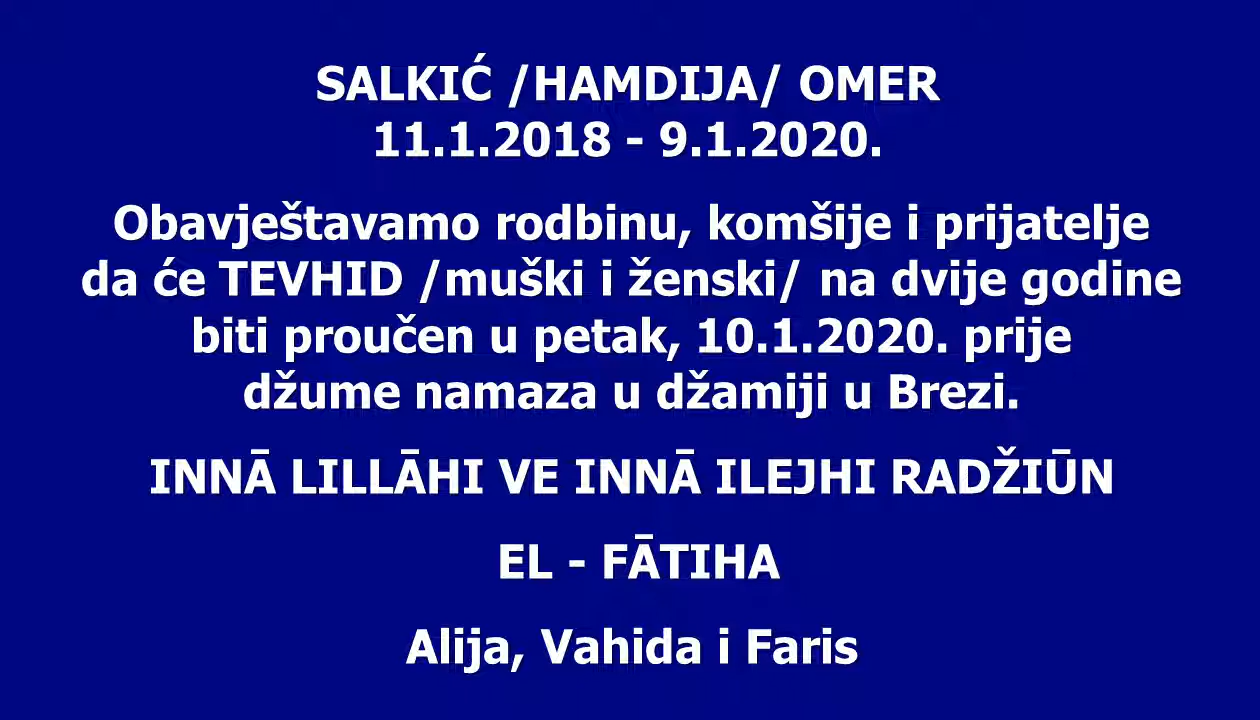 SALKIĆ /HAMDIJA/ OMER
11.1.2018 - 9.1.2020.
Obavještavamo rodbinu, komšije i prijatelje
da će TEVHID /muški i ženski/ na dvije godine
biti proučen u petak, 10.1.2020. prije
džume namaza u džamiji u Brezi.
INNĀ LILLĀHI VE INNĀ ILEJHI RADŽIŪN
EL - FĀTIHA
Alija, Vahida i Faris